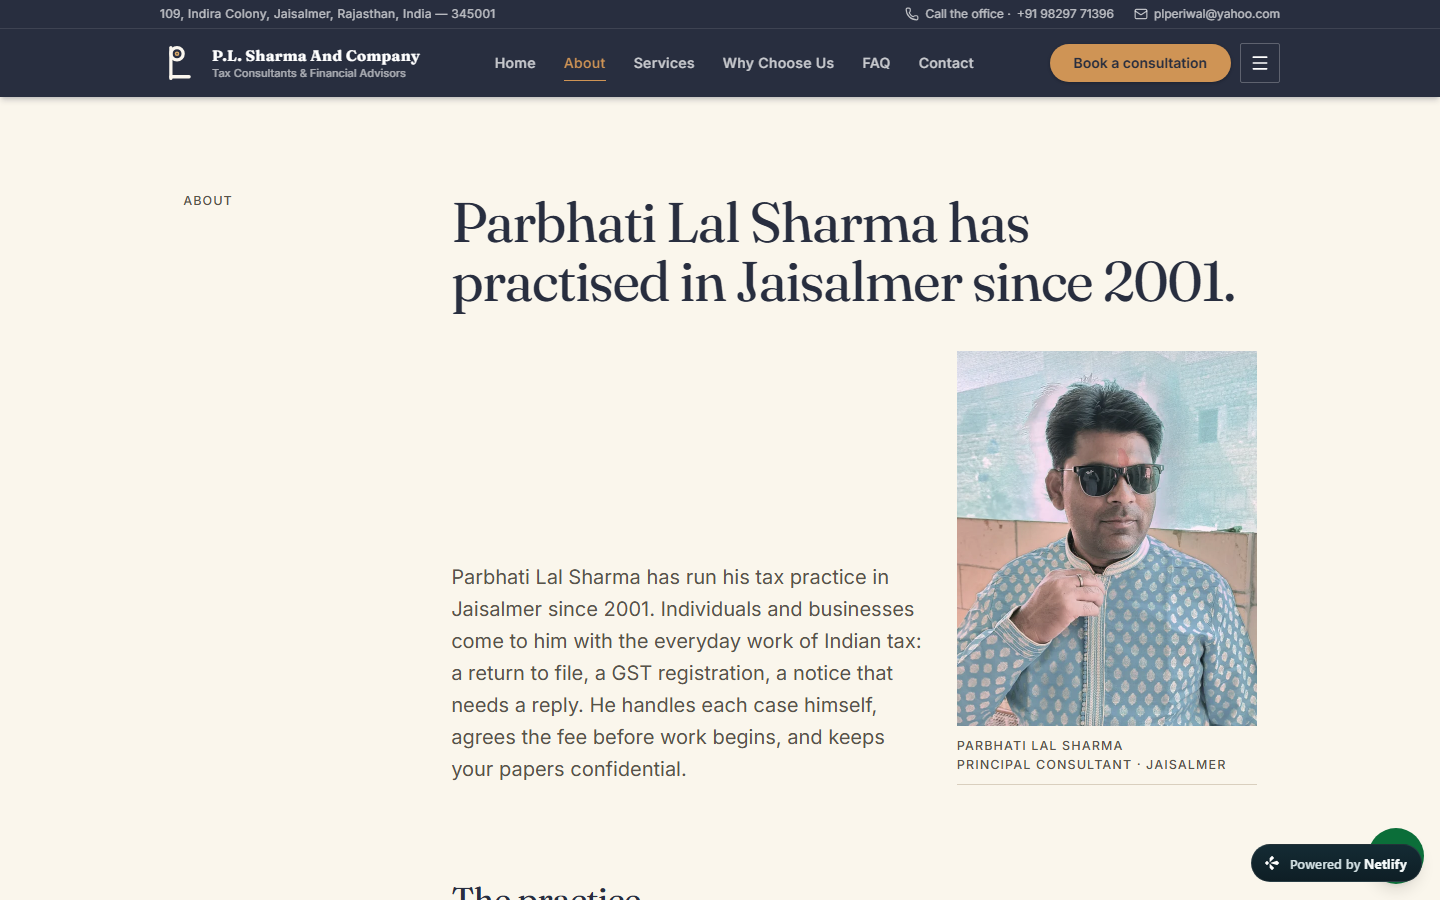 109, Indira Colony, Jaisalmer, Rajasthan, India — 345001
Call the office · +91 98297 71396
plperiwal@yahoo.com
P.L. Sharma And Company
Tax Consultants & Financial Advisors
Home
About
Services
Why Choose Us
FAQ
Contact
Book a consultation
ABOUT
Parbhati Lal Sharma has
practised in Jaisalmer since 2001.
Parbhati Lal Sharma has run his tax practice in
Jaisalmer since 2001. Individuals and businesses
come to him with the everyday work of Indian tax:
a return to file, a GST registration, a notice that
needs a reply. He handles each case himself,
agrees the fee before work begins, and keeps
your papers confidential.
PARBHATI LAL SHARMA
PRINCIPAL CONSULTANT · JAISALMER
The practice
Powered by Netlify